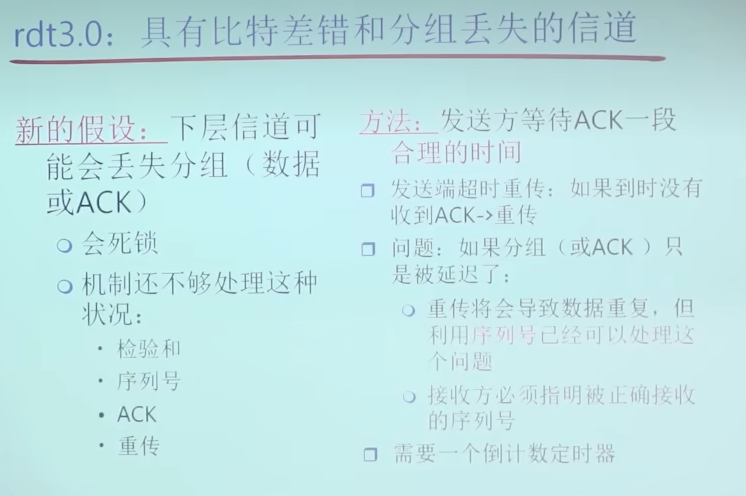 rdt3.0：具有比特差错和分组丢失的信道
新的假设：下层信道可
能会丢失分组（数据
或ACK）
会死锁
机制还不够处理这种
状况：
• 检验和
• 序列号
• ACK
• 重传
方法：发送方等待ACK一段
合理的时间
发送端超时重传：如果到时没有
收到ACK->重传
问题：如果分组（或ACK ）只
是被延迟了：
重传将会导致数据重复，但
利用序列号已经可以处理这
个问题
接收方必须指明被正确接收
的序列号
需要一个倒计数定时器